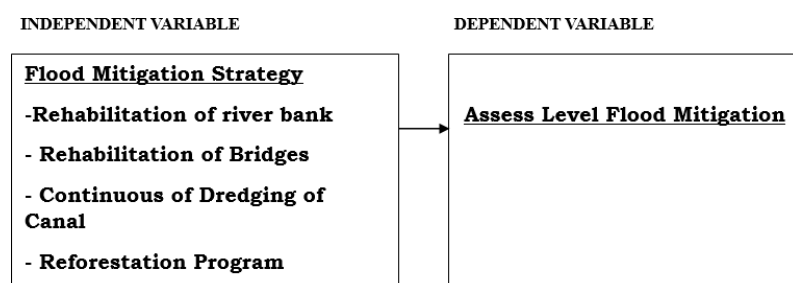 INDEPENDENT VARIABLE
DEPENDENT VARIABLE
Flood Mitigation Strategy
-Rehabilitation of river bank
- Rehabilitation of Bridges
- Continuous of Dredging of
Canal
- Reforestation Program
Assess Level Flood Mitigation